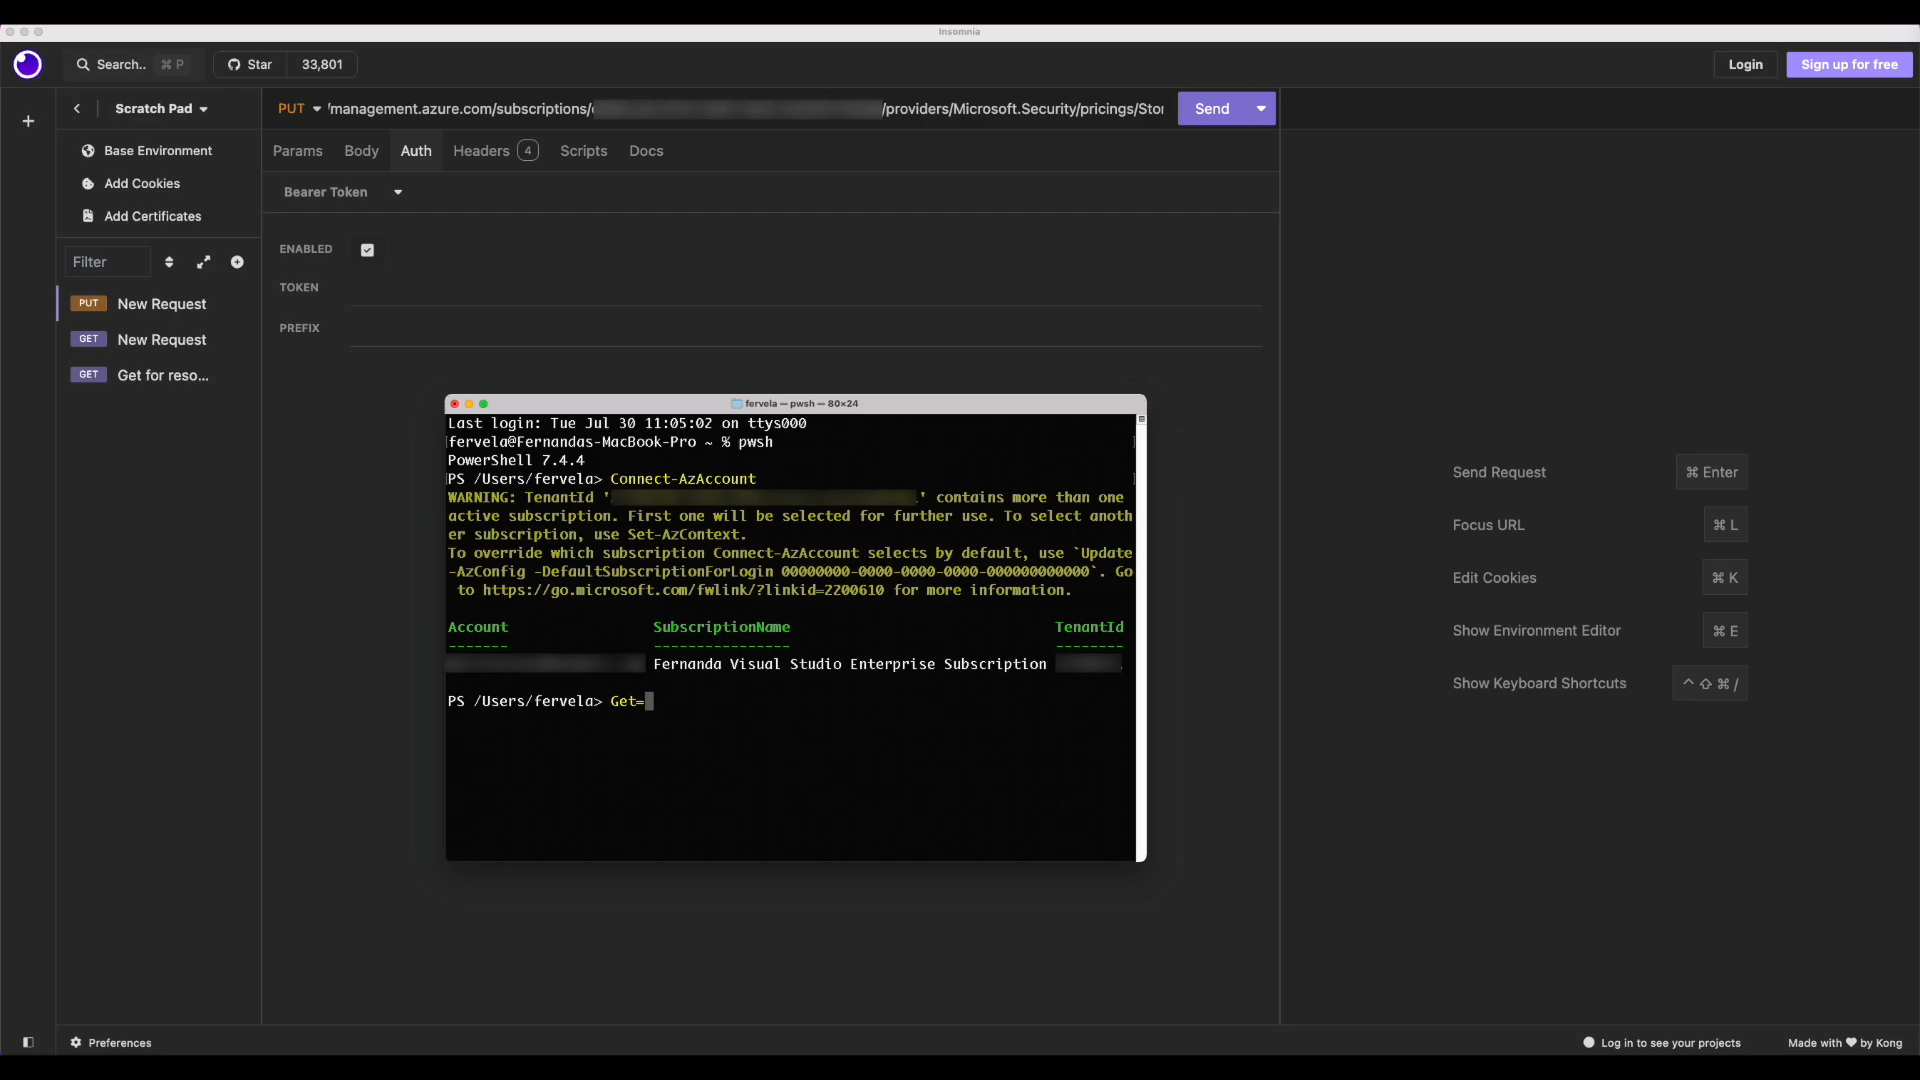 Insomnia
Search.. ⌘ P
Star 33,801
Login
Sign up for free
Scratch Pad
PUT
'management.azure.com/subscriptions/
/providers/Microsoft.Security/pricings/Stor
Send
Base Environment
Add Cookies
Add Certificates
Params Body Auth Headers 4 Scripts Docs
Bearer Token
ENABLED
TOKEN
PREFIX
Filter
PUT New Request
GET New Request
GET Get for reso...
fervela — pwsh — 80×24
Last login: Tue Jul 30 11:05:02 on ttys000
[fervela@Fernandas-MacBook-Pro ~ % pwsh ]
PowerShell 7.4.4
[PS /Users/fervela> Connect-AzAccount ]
WARNING: TenantId '
' contains more than one
active subscription. First one will be selected for further use. To select anoth
er subscription, use Set-AzContext.
To override which subscription Connect-AzAccount selects by default, use `Update
-AzConfig -DefaultSubscriptionForLogin 00000000-0000-0000-0000-000000000000`. Go
to https://go.microsoft.com/fwlink/?linkid=2200610 for more information.
Account SubscriptionName TenantId
------- ---------------- --------
Fernanda Visual Studio Enterprise Subscription
PS /Users/fervela> Get=
Send Request ⌘ Enter
Focus URL ⌘ L
Edit Cookies ⌘ K
Show Environment Editor ⌘ E
Show Keyboard Shortcuts ^ ⇧ ⌘ /
Preferences
Log in to see your projects
Made with ♥ by Kong